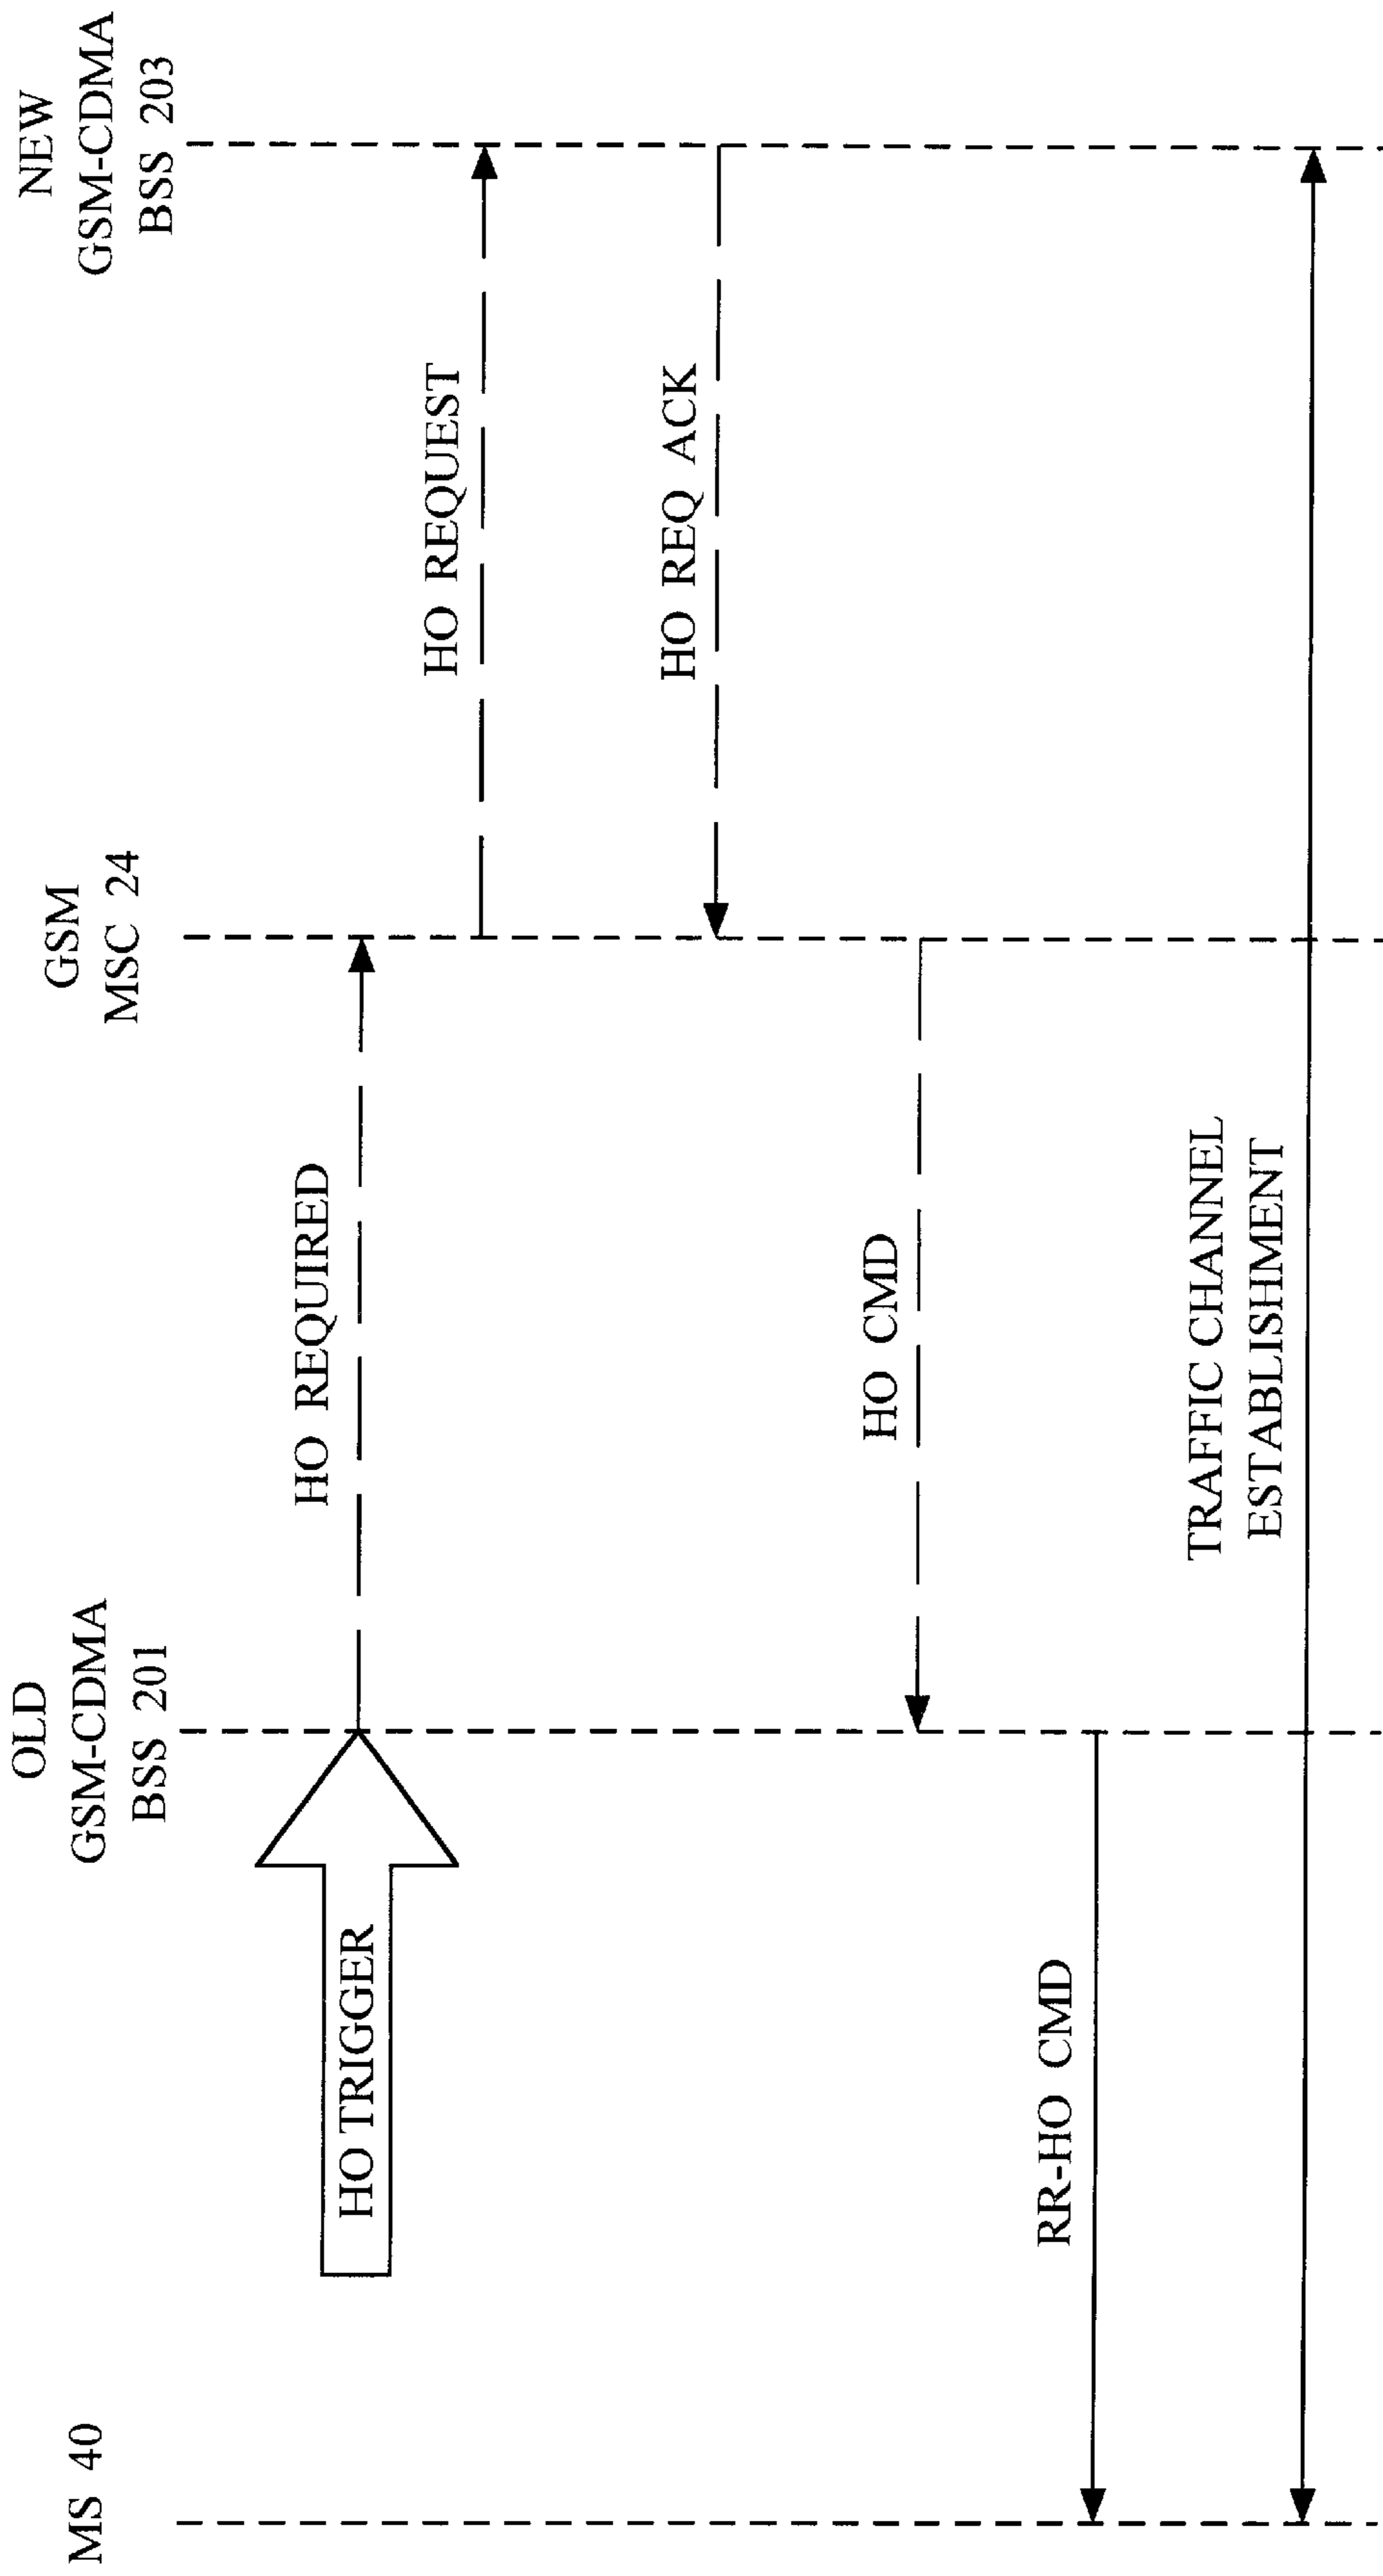 MS 40
OLD
GSM-CDMA
BSS 201
GSM
MSC 24
NEW
GSM-CDMA
BSS 203
HO TRIGGER
HO REQUIRED
HO REQUEST
HO REQ ACK
HO CMD
RR-HO CMD
TRAFFIC CHANNEL
ESTABLISHMENT